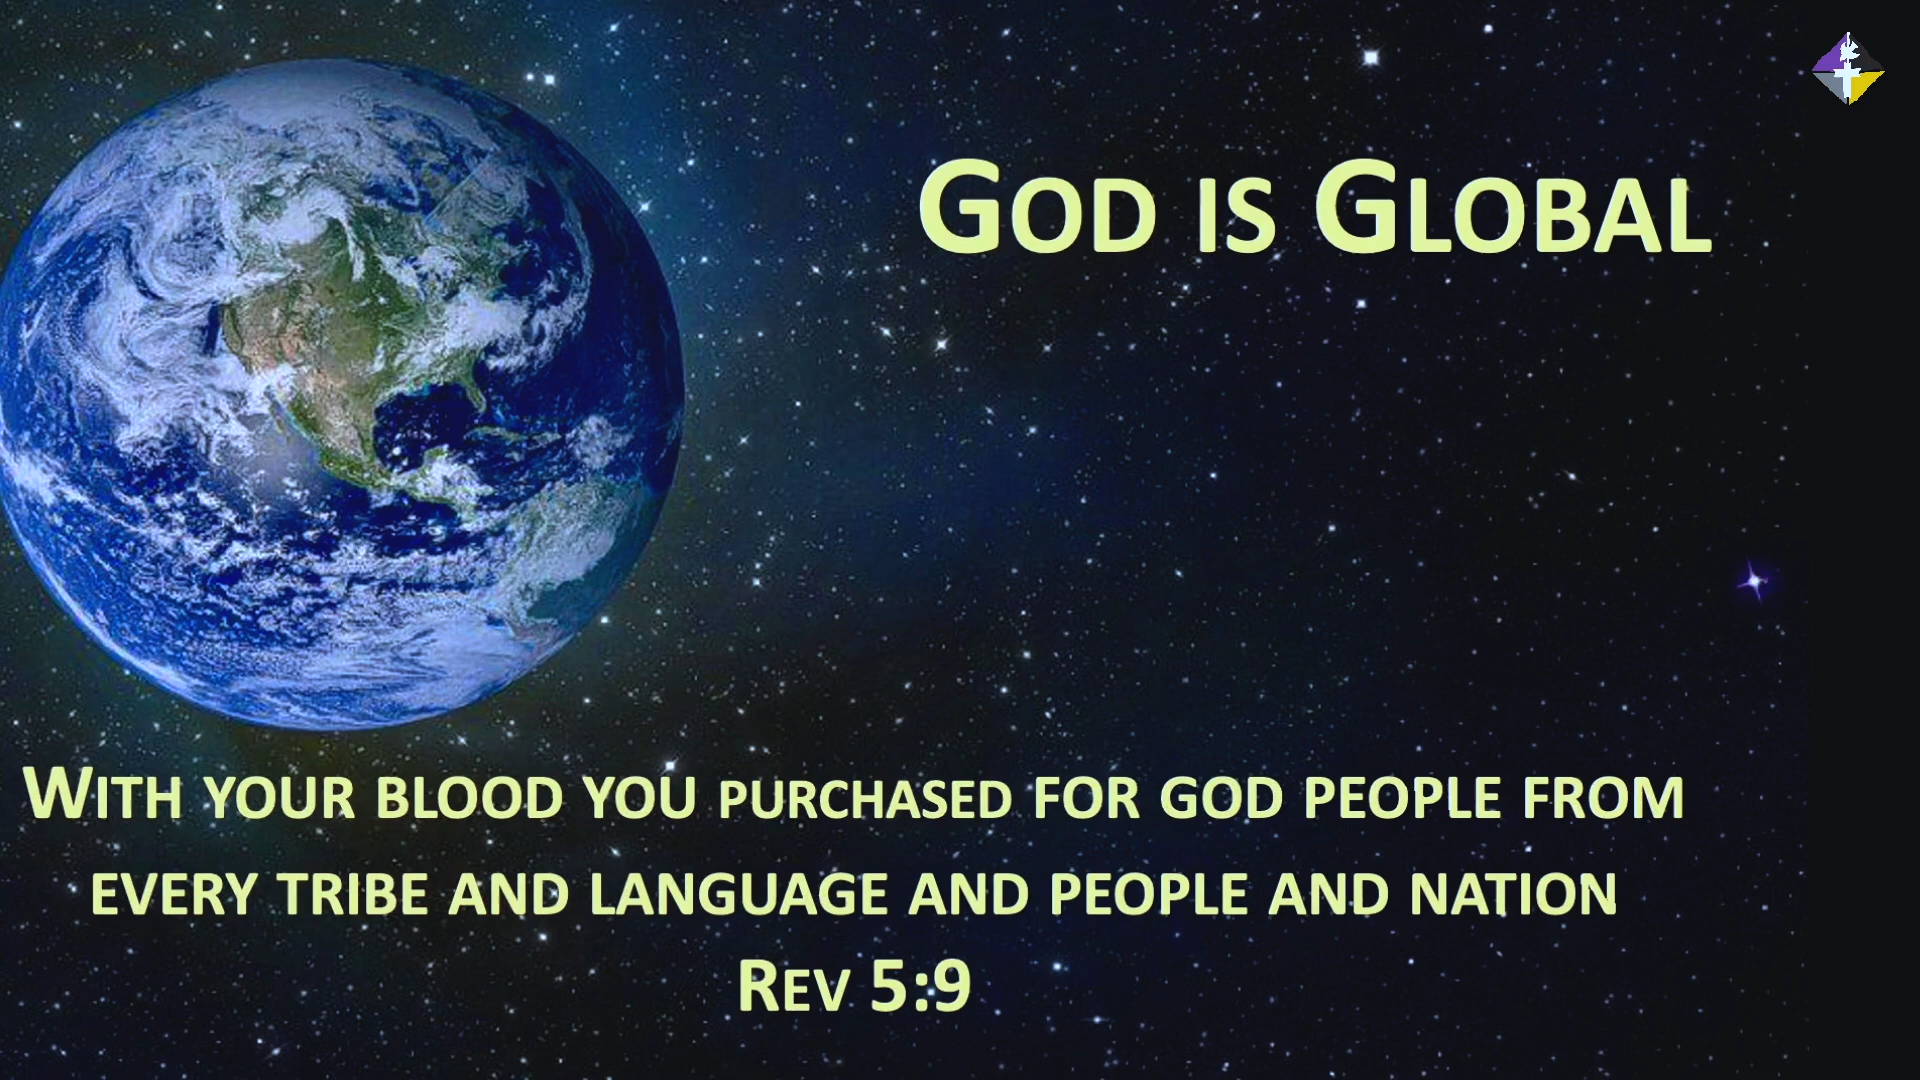 God is Global
With your blood you purchased for god people from
every tribe and language and people and nation
Rev 5:9